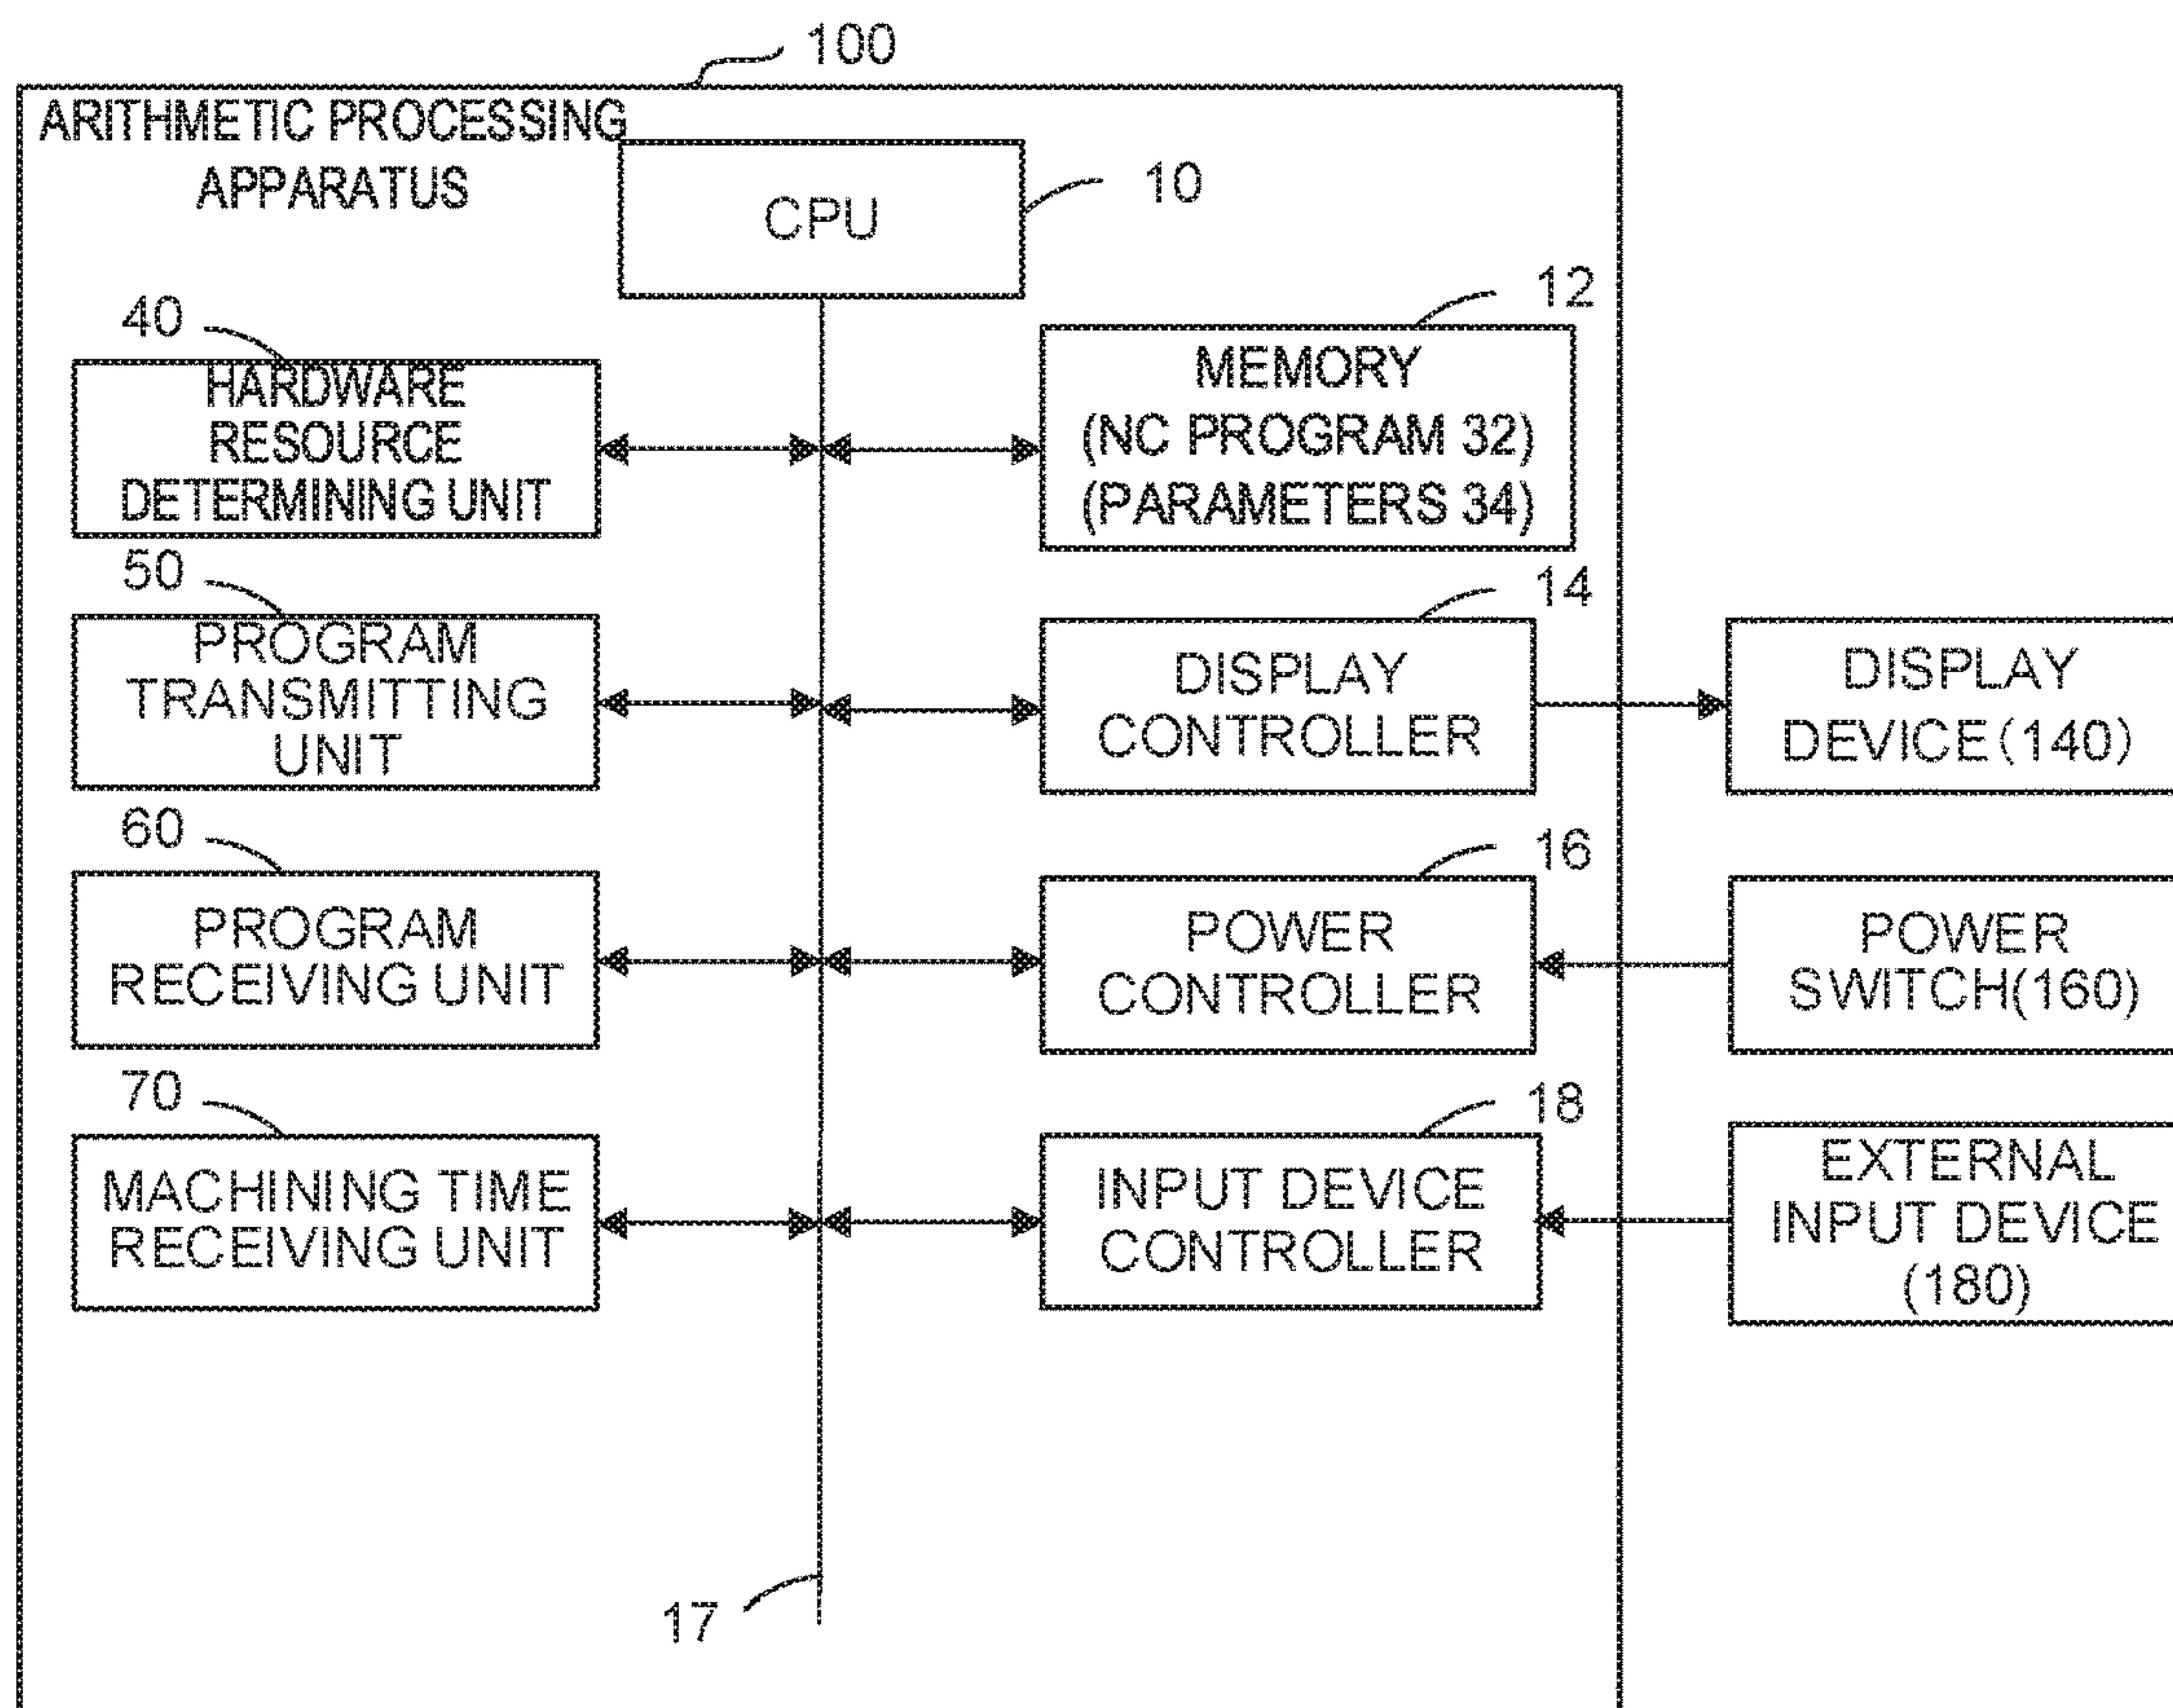 100
ARITHMETIC PROCESSING
APPARATUS
CPU
10
40
HARDWARE
RESOURCE
DETERMINING UNIT
12
MEMORY
(NC PROGRAM 32)
(PARAMETERS 34)
50
PROGRAM
TRANSMITTING
UNIT
14
DISPLAY
CONTROLLER
DISPLAY
DEVICE(140)
60
PROGRAM
RECEIVING UNIT
16
POWER
CONTROLLER
POWER
SWITCH(160)
70
MACHINING TIME
RECEIVING UNIT
18
INPUT DEVICE
CONTROLLER
EXTERNAL
INPUT DEVICE
(180)
17